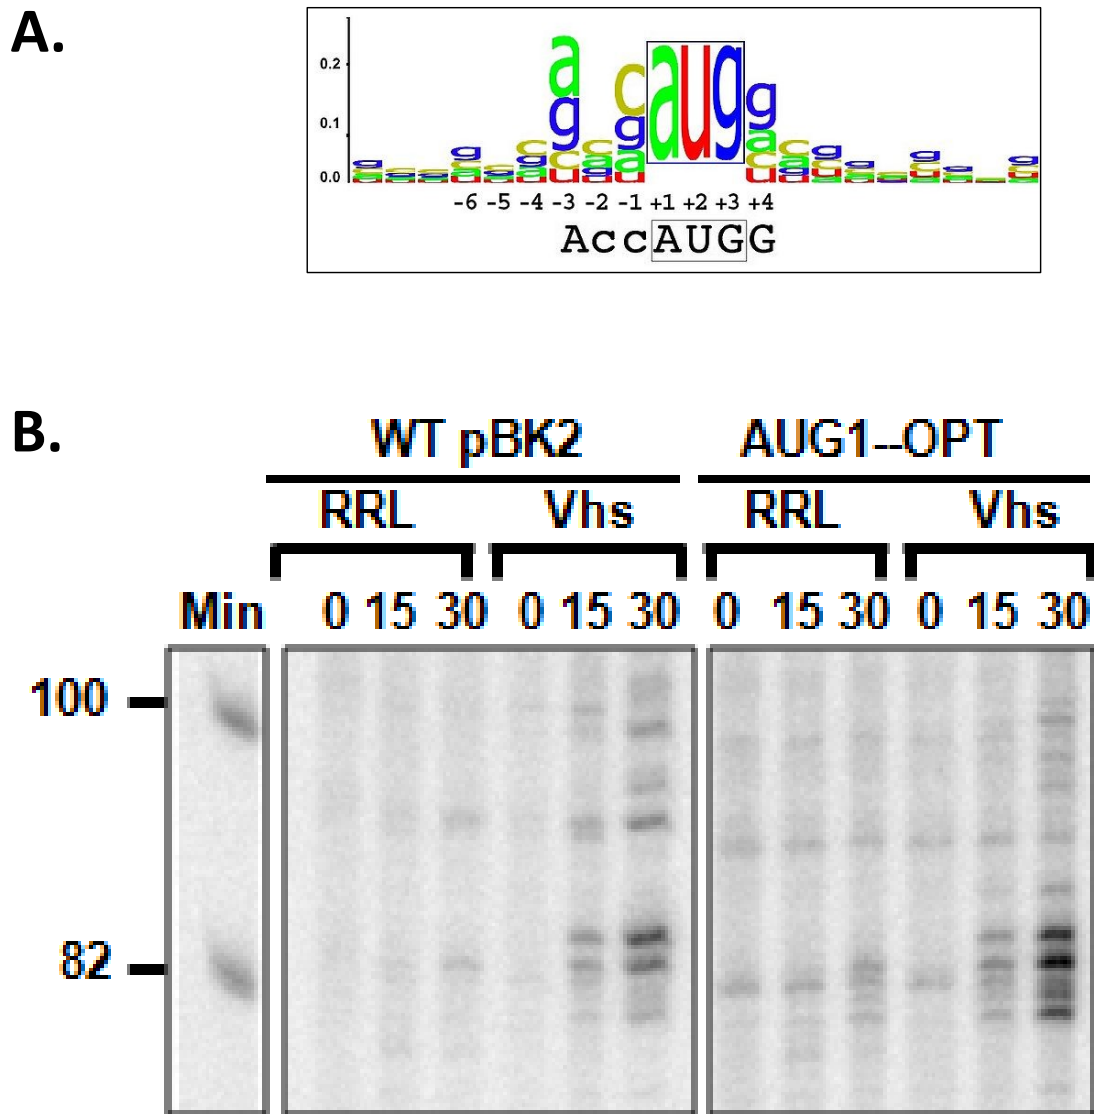 A.
0.2
0.1
0.0
a c a u g g
g g a
-6 -5 -4 -3 -2 -1 +1 +2 +3 +4
AccAUGG
B.
WT pBK2 AUG1--OPT
RRL Vhs RRL Vhs
Min 0 15 30 0 15 30 0 15 30 0 15 30
100
82